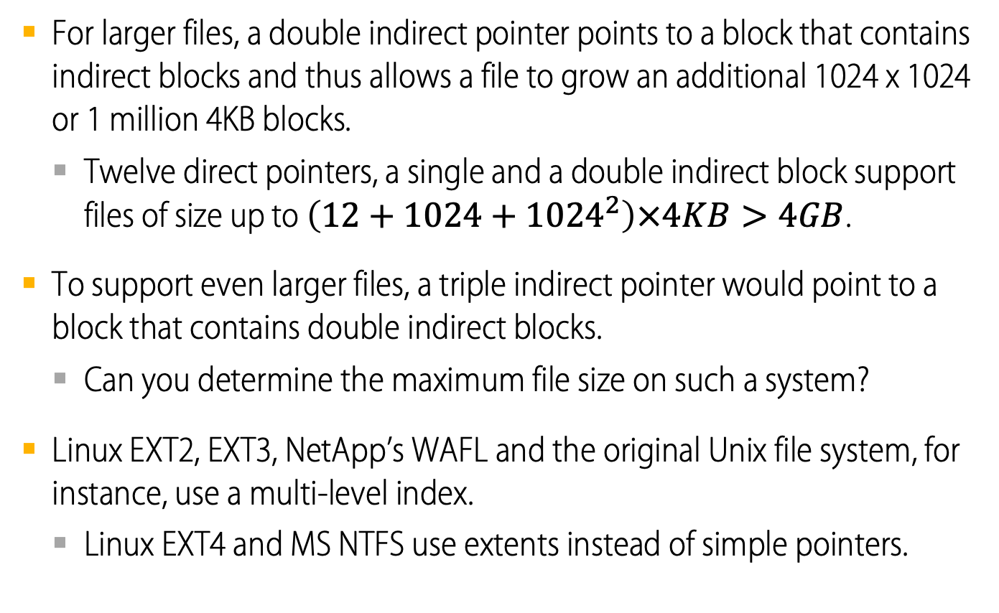 For larger files, a double indirect pointer points to a block that contains
indirect blocks and thus allows a file to grow an additional 1024 x 1024
or 1 million 4KB blocks.
Twelve direct pointers, a single and a double indirect block support
files of size up to (12 + 1024 + 1024²)×4KB > 4GB.
To support even larger files, a triple indirect pointer would point to a
block that contains double indirect blocks.
Can you determine the maximum file size on such a system?
Linux EXT2, EXT3, NetApp’s WAFL and the original Unix file system, for
instance, use a multi-level index.
Linux EXT4 and MS NTFS use extents instead of simple pointers.